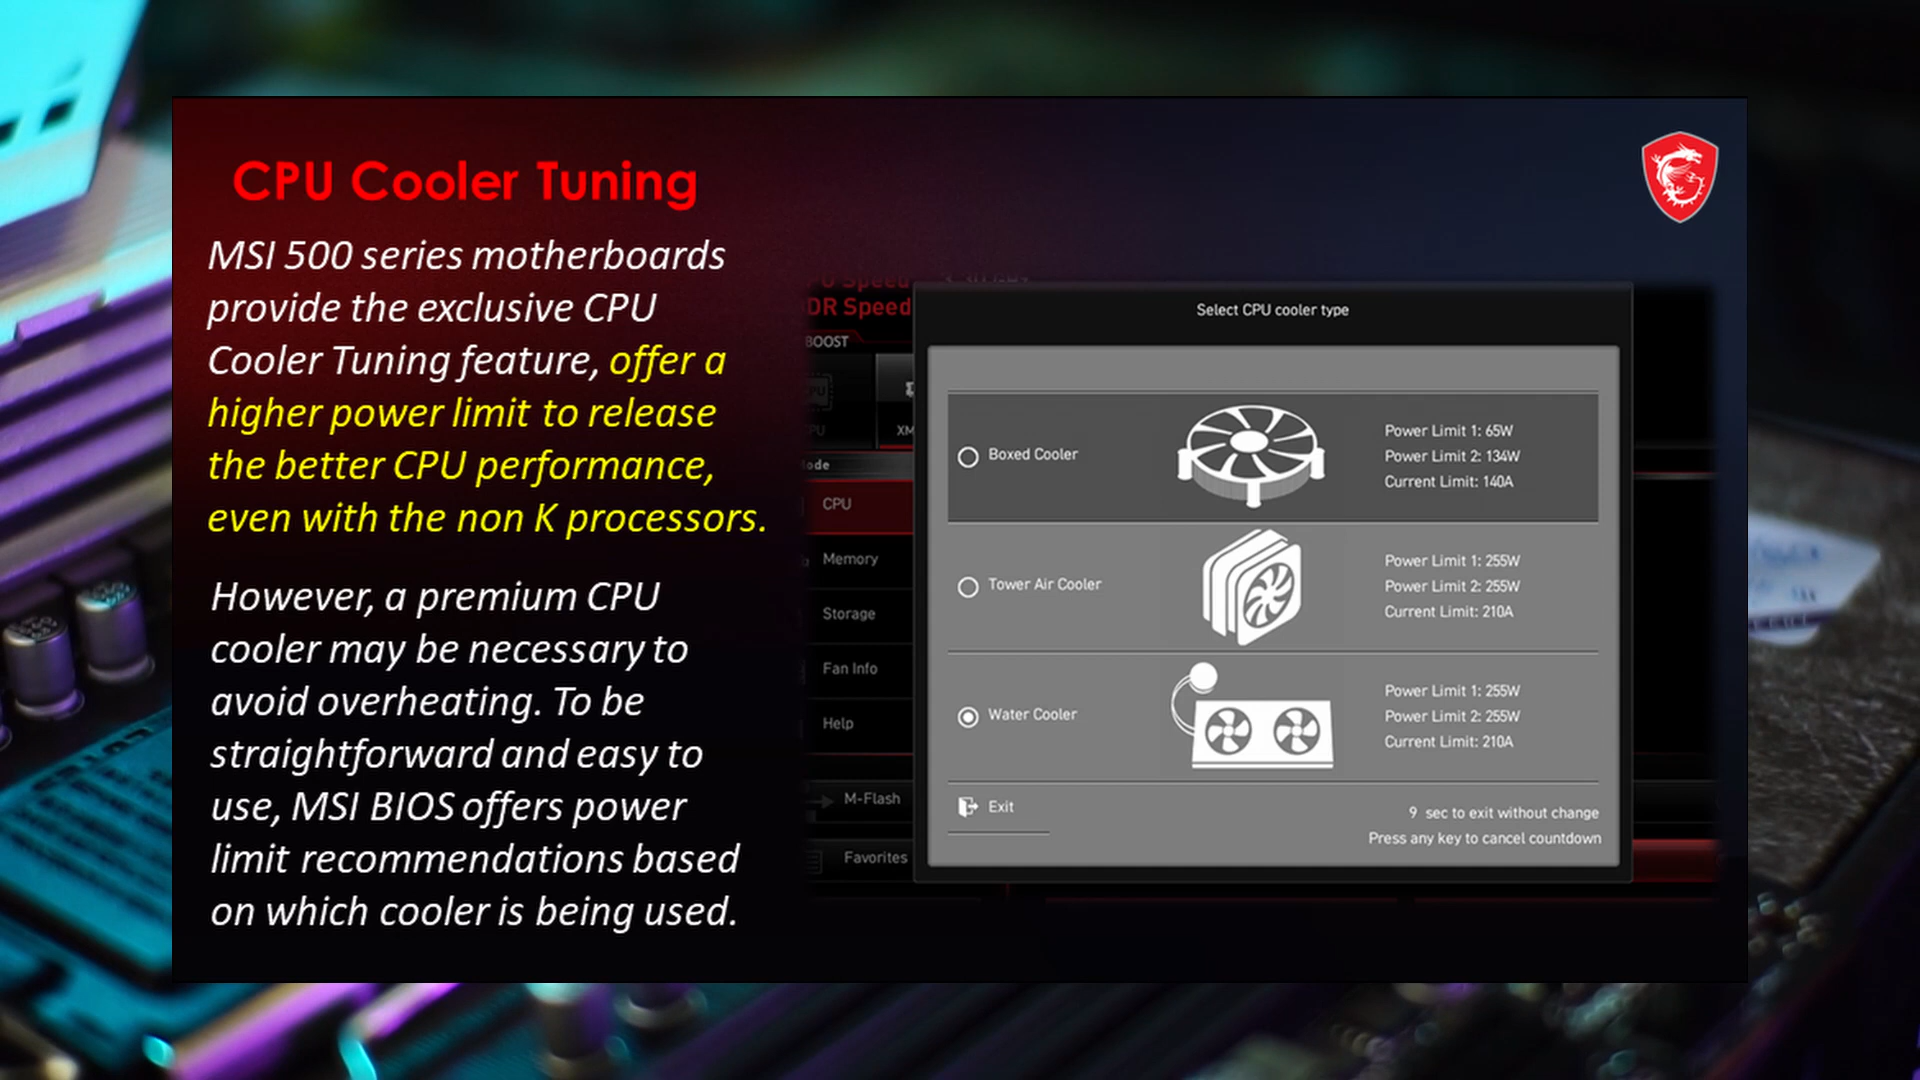 CPU Cooler Tuning
MSI 500 series motherboards
provide the exclusive CPU
Cooler Tuning feature, offer a
higher power limit to release
the better CPU performance,
even with the non K processors.
However, a premium CPU
cooler may be necessary to
avoid overheating. To be
straightforward and easy to
use, MSI BIOS offers power
limit recommendations based
on which cooler is being used.
DR Speed
BOOST
XM
ode
CPU
Memory
Storage
Fan Info
Help
M-Flash
Favorites
Select CPU cooler type
Boxed Cooler
Power Limit 1: 65W
Power Limit 2: 134W
Current Limit: 140A
Tower Air Cooler
Power Limit 1: 255W
Power Limit 2: 255W
Current Limit: 210A
Water Cooler
Power Limit 1: 255W
Power Limit 2: 255W
Current Limit: 210A
Exit
9 sec to exit without change
Press any key to cancel countdown